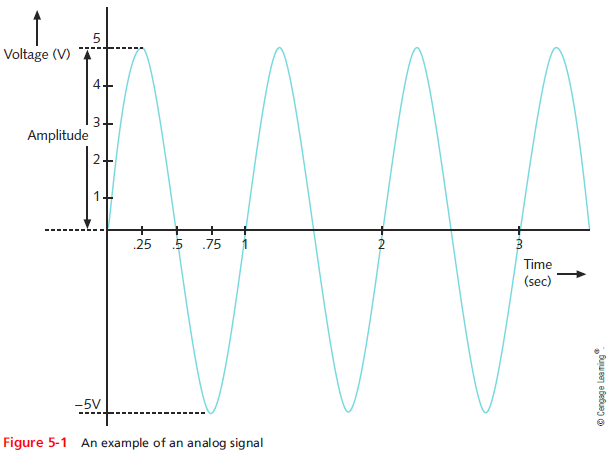 Voltage (V)
5
4
Amplitude
3
2
1
.25 .5 .75 1 2 3
Time
(sec)
–5V
© Cengage Learning®.
Figure 5-1 An example of an analog signal